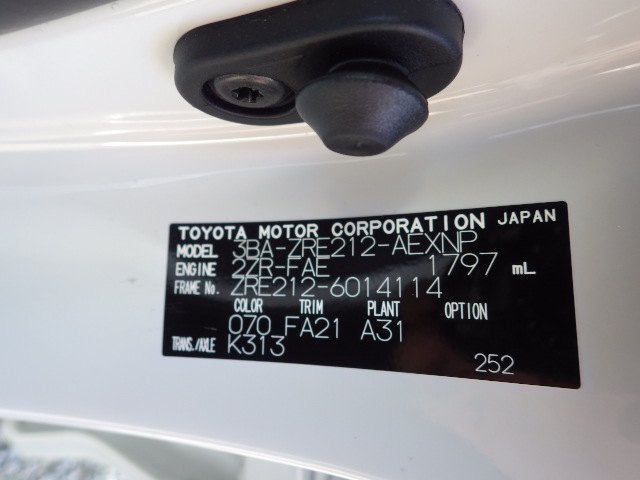 TOYOTA MOTOR CORPORATION JAPAN
MODEL 3BA-ZRE212-AEXNP
ENGINE 2ZR-FAE 1797 mL
FRAME No. ZRE212-6014114
COLOR TRIM PLANT OPTION
070 FA21 A31
TRANS./AXLE K313
252